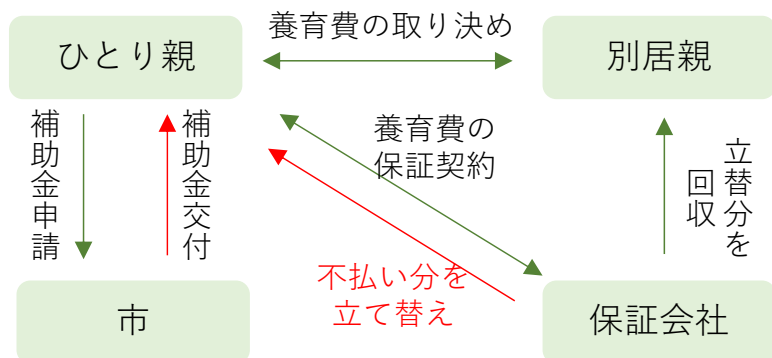 養育費の取り決め
ひとり親
別居親
補助金申請
補助金交付
養育費の
保証契約
立替分を
回収
不払い分を
立て替え
市
保証会社